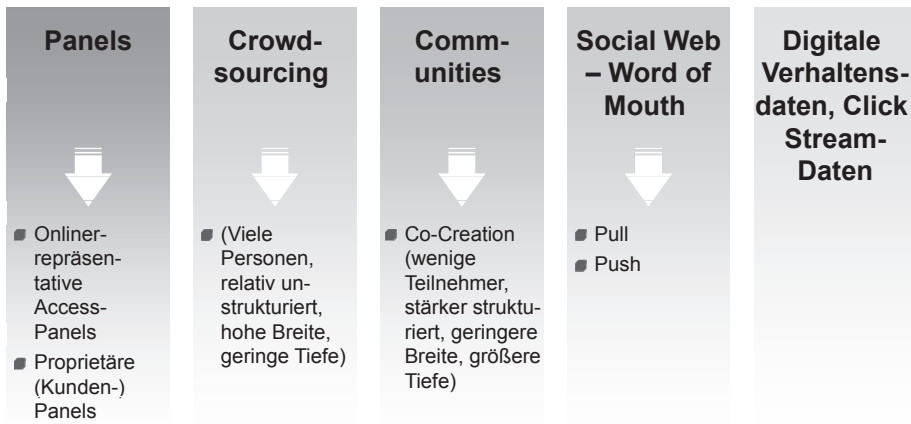 Panels
Onliner-
repräsen-
tative
Access-
Panels
Proprietäre
(Kunden-)
Panels
Crowd-
sourcing
(Viele
Personen,
relativ un-
strukturiert,
hohe Breite,
geringe Tiefe)
Comm-
unities
Co-Creation
(wenige
Teilnehmer,
stärker struktu-
riert, geringere
Breite, größere
Tiefe)
Social Web
– Word of
Mouth
Pull
Push
Digitale
Verhaltens-
daten, Click
Stream-
Daten